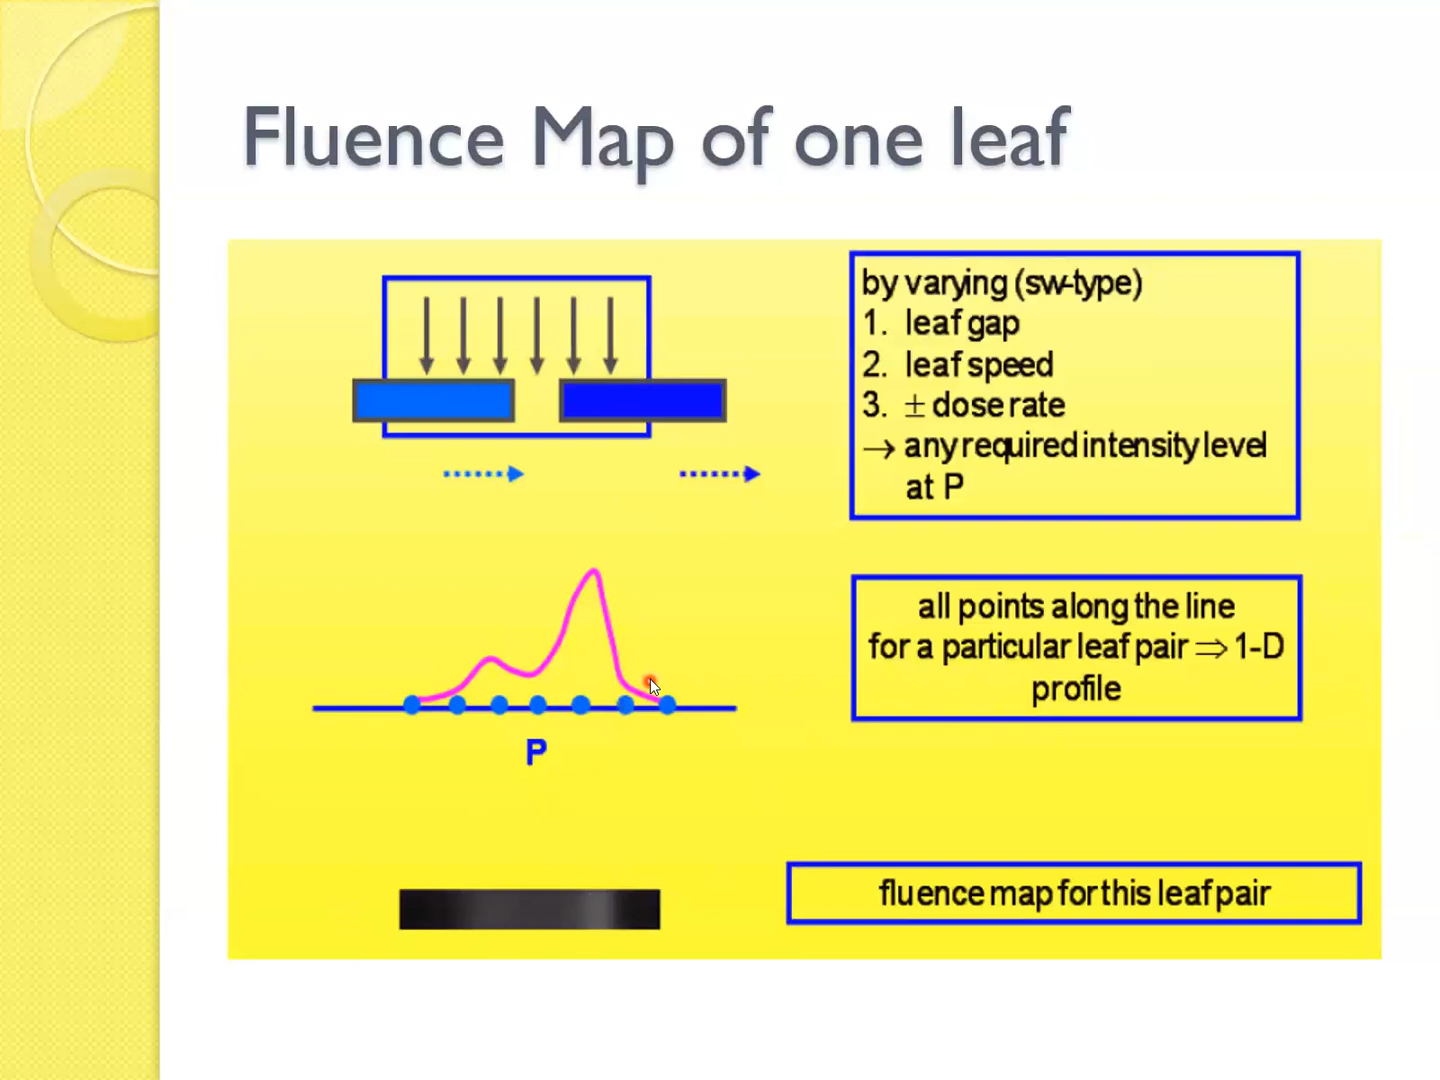 Fluence Map of one leaf
by varying (sw-type)
1. leaf gap
2. leaf speed
3. ± dose rate
→ any required intensity level
at P
all points along the line
for a particular leaf pair ⇒ 1-D
profile
P
fluence map for this leaf pair